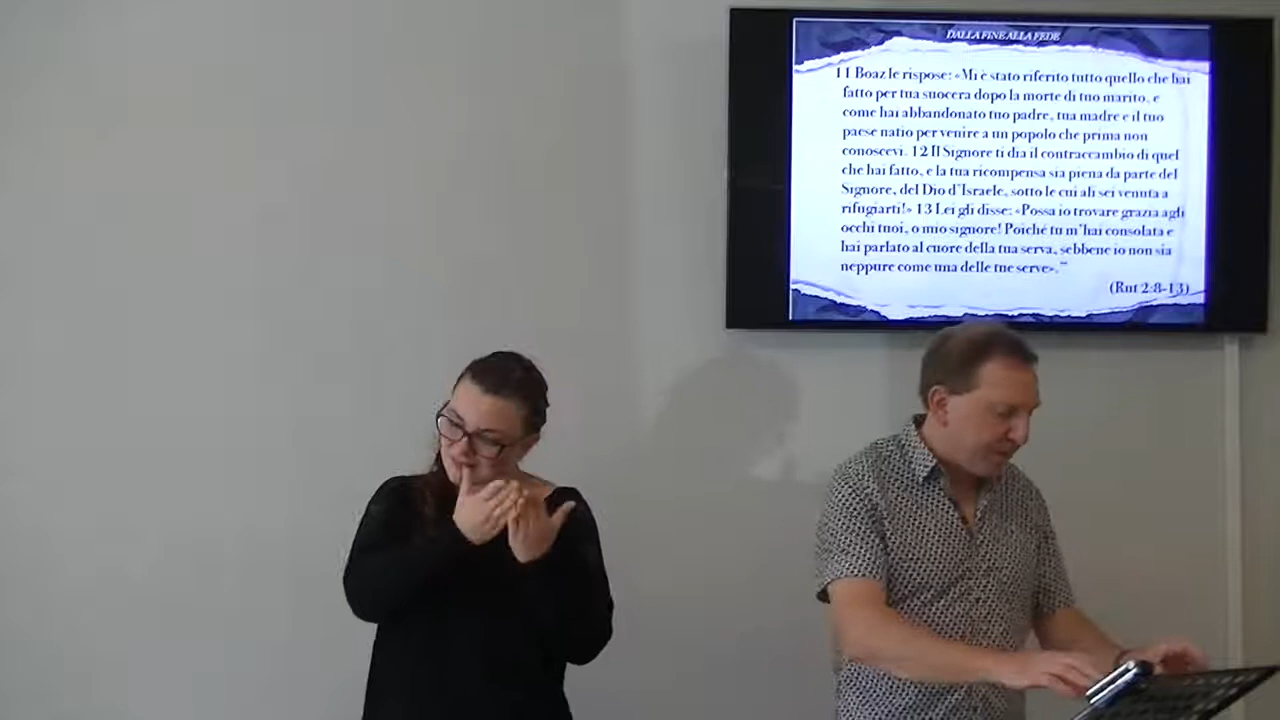 DALLA FINE ALLA FEDE
11 Boaz le rispose: «Mi è stato riferito tutto quello che hai
fatto per tua suocera dopo la morte di tuo marito, e
come hai abbandonato tuo padre, tua madre e il tuo
paese natio per venire a un popolo che prima non
conoscevi. 12 Il Signore ti dia il contraccambio di quel
che hai fatto, e la tua ricompensa sia piena da parte del
Signore, del Dio d'Israele, sotto le cui ali sei venuta a
rifugiarti!» 13 Lei gli disse: «Possa io trovare grazia agli
occhi tuoi, o mio signore! Poiché tu m'hai consolata e
hai parlato al cuore della tua serva, sebbene io non sia
neppure come una delle tue serve».”
(Rut 2:8-13)